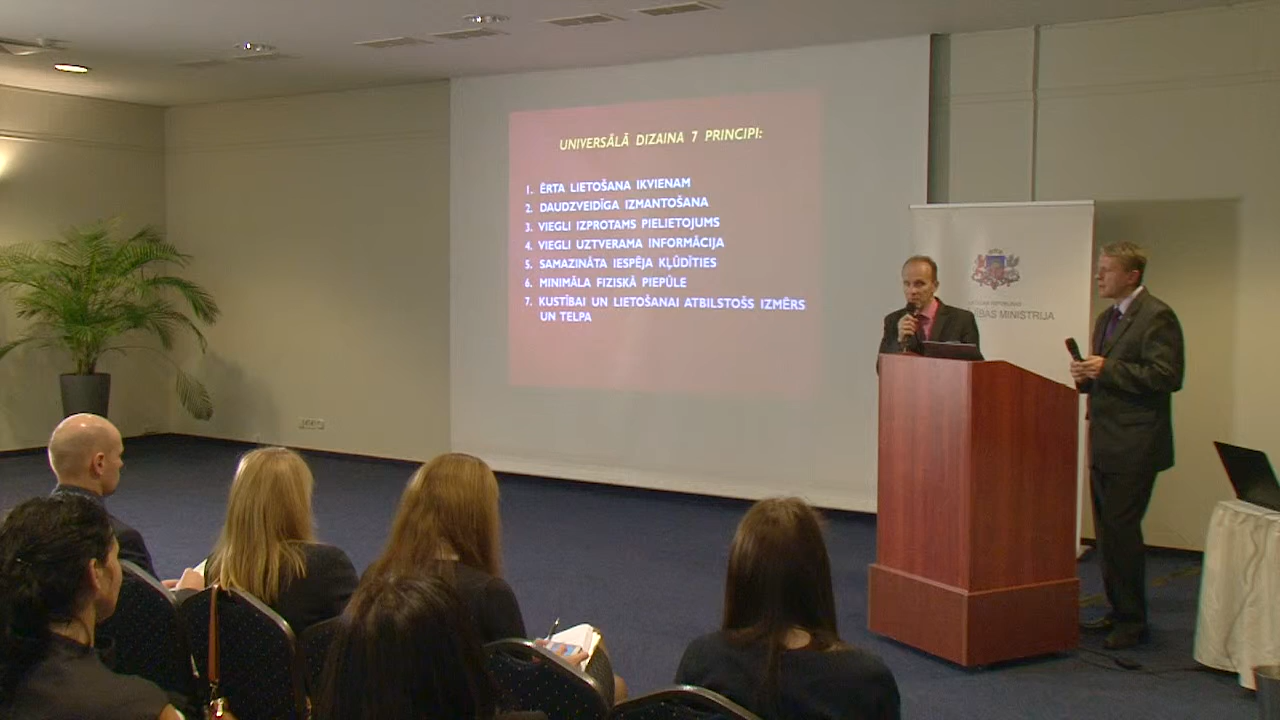 UNIVERSĀLĀ DIZAINA 7 PRINCIPI:
1. ĒRTA LIETOŠANA IKVIENAM
2. DAUDZVEIDĪGA IZMANTOŠANA
3. VIEGLI IZPROTAMS PIELIETOJUMS
4. VIEGLI UZTVERAMA INFORMĀCIJA
5. SAMAZINĀTA IESPĒJA KĻŪDĪTIES
6. MINIMĀLA FIZISKĀ PIEPŪLE
7. KUSTĪBAI UN LIETOŠANAI ATBILSTOŠS IZMĒRS
UN TELPA
MINISTRIJA